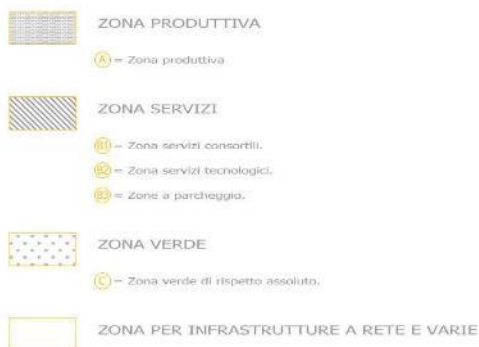 ZONA PRODUTTIVA
A = Zona produttiva
ZONA SERVIZI
B1 = Zona servizi consortili.
B2 = Zona servizi tecnologici.
B3 = Zone a parcheggio.
ZONA VERDE
C = Zona verde di rispetto assoluto.
ZONA PER INFRASTRUTTURE A RETE E VARIE